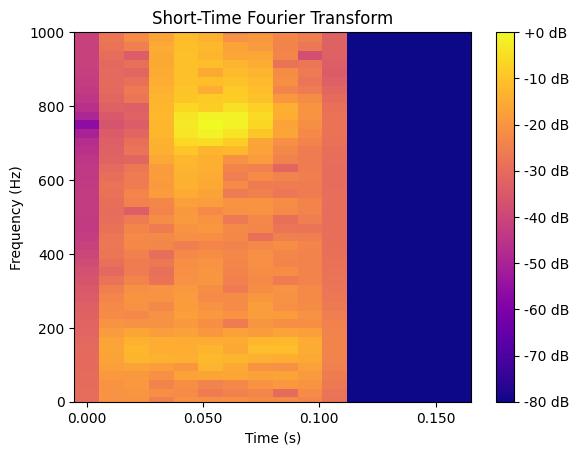 Short-Time Fourier Transform
1000
800
600
400
200
0
Frequency (Hz)
0.000
0.050
0.100
0.150
Time (s)
+0 dB
-10 dB
-20 dB
-30 dB
-40 dB
-50 dB
-60 dB
-70 dB
-80 dB